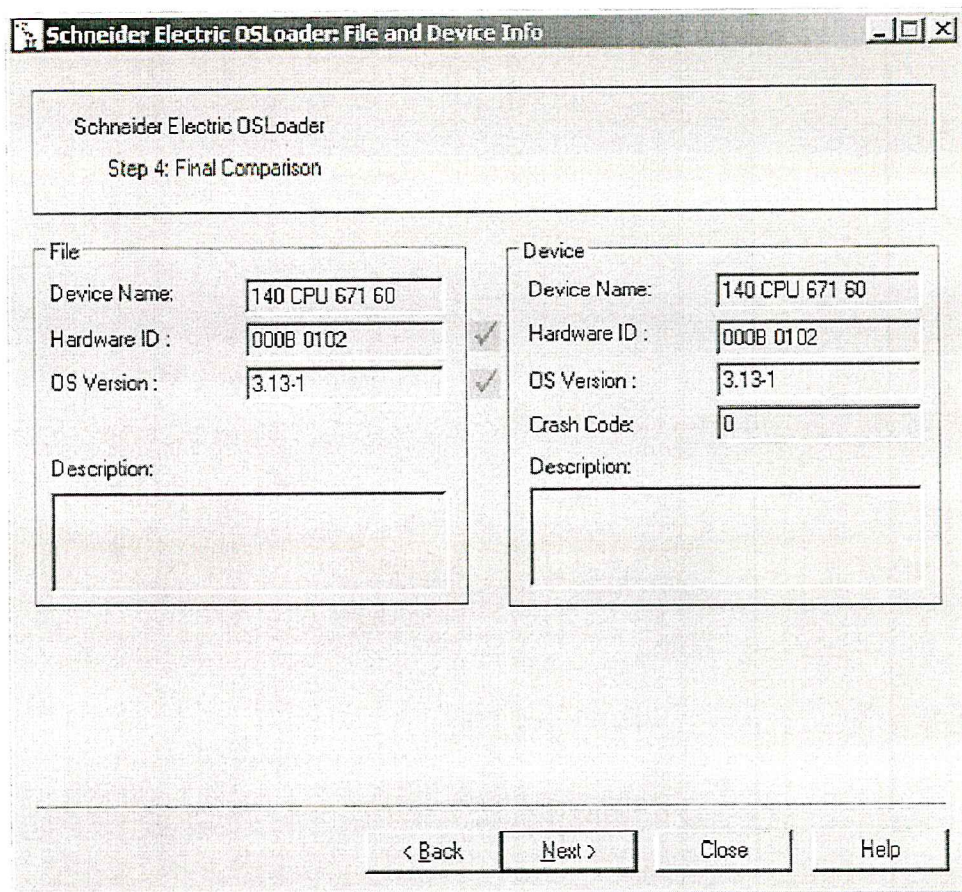 Schneider Electric OSLoader: File and Device Info
Schneider Electric OSLoader
Step 4: Final Comparison
File
Device Name: 140 CPU 671 60
Hardware ID : 000B 0102
OS Version : 3.13-1
Description:
Device
Device Name: 140 CPU 671 60
Hardware ID : 000B 0102
OS Version : 3.13-1
Crash Code: 0
Description:
< Back Next > Close Help